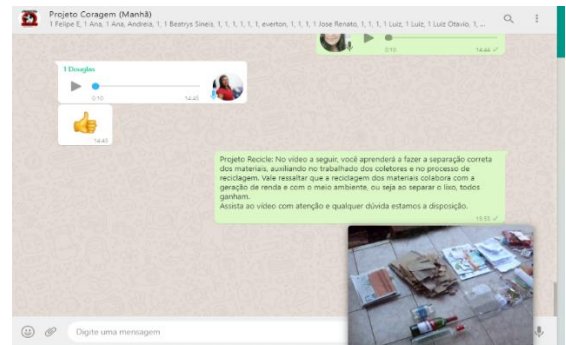 Projeto Coragem (Manhã)
1 Felipe E, 1 Ana, 1 Ana, Andreia, 1, 1 Beatrys Sineis, 1, 1, 1, 1, 1, everton, 1, 1, 1, 1 Jose Renato, 1, 1, 1, 1 Luiz, 1 Luiz, 1 Luiz Otavio, 1, ...
0:10 14:44
1 Douglas
0:10 14:45
14:45
Projeto Recicle: No vídeo a seguir, você aprenderá a fazer a separação correta
dos materiais, auxiliando no trabalhado dos coletores e no processo de
reciclagem. Vale ressaltar que a reciclagem dos materiais colabora com a
geração de renda e com o meio ambiente, ou seja ao separar o lixo, todos
ganham.
Assista ao vídeo com atenção e qualquer dúvida estamos a disposição.
Digite uma mensagem